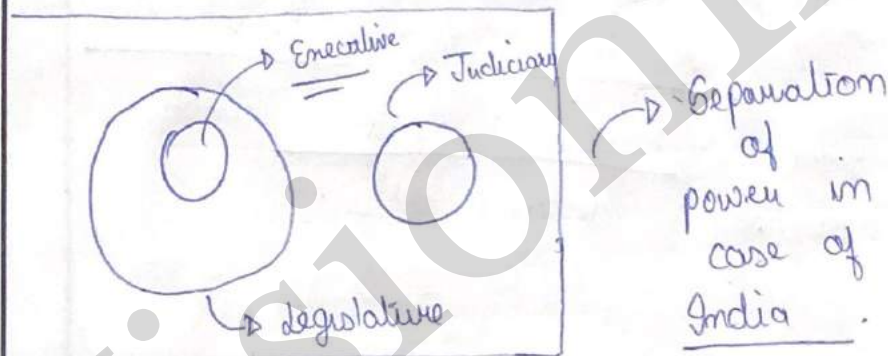 Executive
Judiciary
Legislature
Separation
of
power in
case of
India.